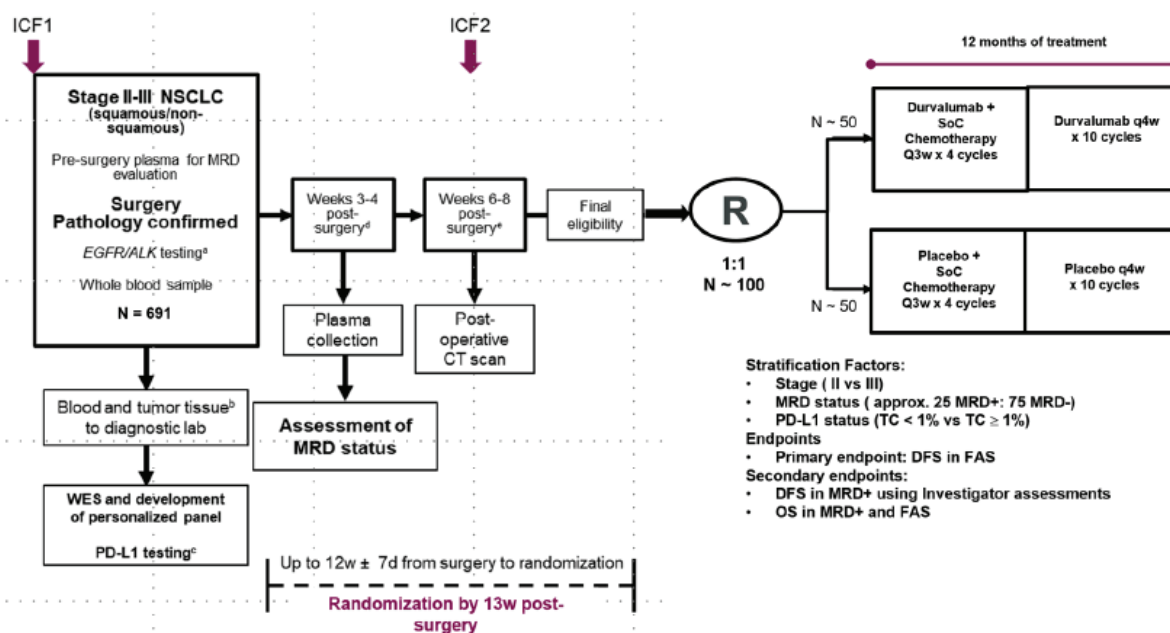 ICF1
ICF2
12 months of treatment
Stage II-III NSCLC
(squamous/non-
squamous)
Pre-surgery plasma for MRD
evaluation
Surgery
Pathology confirmed
EGFR/ALK testingᵃ
Whole blood sample
N = 691
Weeks 3-4
post-
surgeryᵈ
Weeks 6-8
post-
surgeryᵉ
Final
eligibility
R
1:1
N ~ 100
N ~ 50
Durvalumab +
SoC
Chemotherapy
Q3w x 4 cycles
Durvalumab q4w
x 10 cycles
N ~ 50
Placebo +
SoC
Chemotherapy
Q3w x 4 cycles
Placebo q4w
x 10 cycles
Plasma
collection
Post-
operative
CT scan
Blood and tumor tissueᵇ
to diagnostic lab
Assessment of
MRD status
WES and development
of personalized panel
PD-L1 testingᶜ
Stratification Factors:
• Stage ( II vs III)
• MRD status ( approx. 25 MRD+: 75 MRD-)
• PD-L1 status (TC < 1% vs TC ≥ 1%)
Endpoints
• Primary endpoint: DFS in FAS
Secondary endpoints:
• DFS in MRD+ using Investigator assessments
• OS in MRD+ and FAS
Up to 12w ± 7d from surgery to randomization
Randomization by 13w post-
surgery